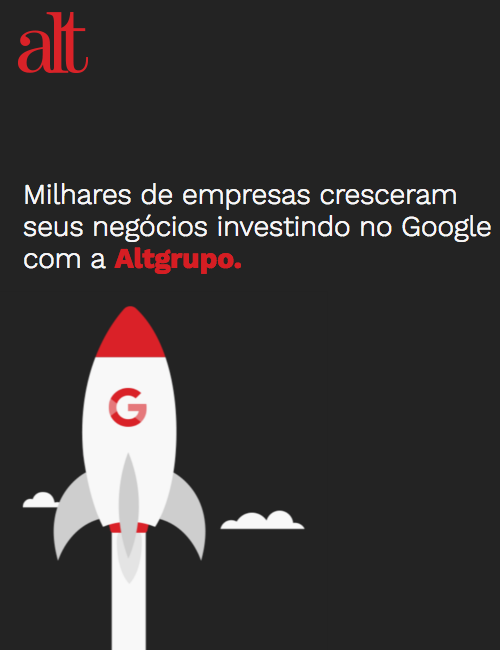 alt
Milhares de empresas cresceram
seus negócios investindo no Google
com a Altgrupo.
G